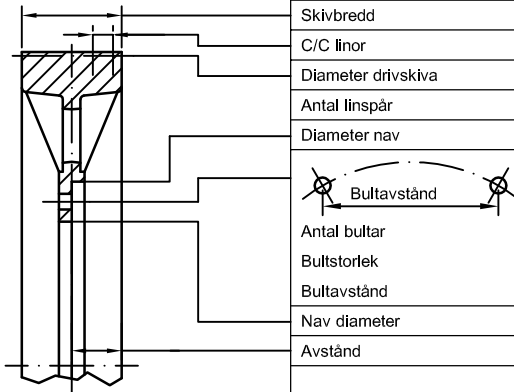 Skivbredd
C/C linor
Diameter drivskiva
Antal linspår
Diameter nav
Bultavstånd
Antal bultar
Bultstorlek
Bultavstånd
Nav diameter
Avstånd